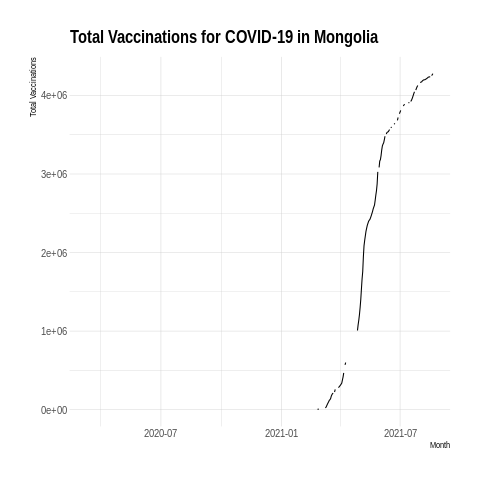 Total Vaccinations for COVID-19 in Mongolia
Total Vaccinations
4e+06
3e+06
2e+06
1e+06
0e+00
2020-07 2021-01 2021-07
Month